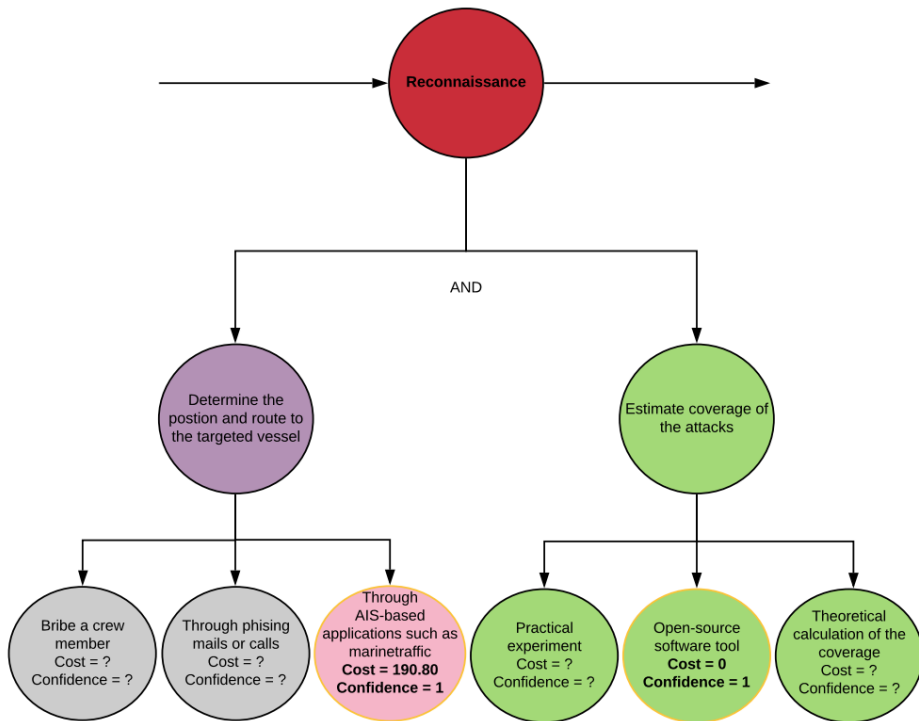 Reconnaissance
AND
Determine the
postion and route to
the targeted vessel
Estimate coverage of
the attacks
Bribe a crew
member
Cost = ?
Confidence = ?
Through phising
mails or calls
Cost = ?
Confidence = ?
Through
AIS-based
applications such as
marinetraffic
Cost = 190.80
Confidence = 1
Practical
experiment
Cost = ?
Confidence = ?
Open-source
software tool
Cost = 0
Confidence = 1
Theoretical
calculation of the
coverage
Cost = ?
Confidence = ?